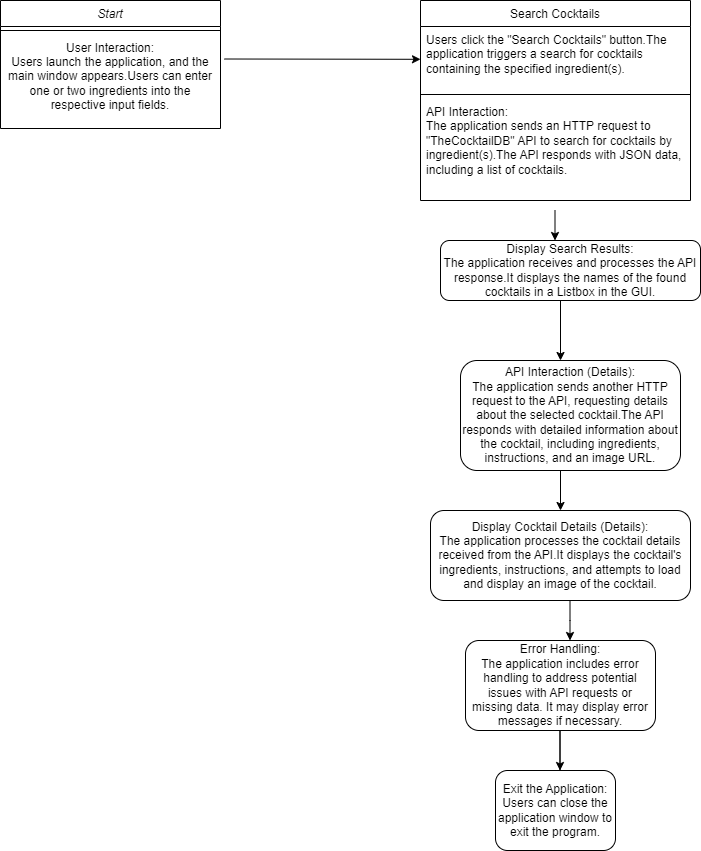 Start
User Interaction:
Users launch the application, and the
main window appears.Users can enter
one or two ingredients into the
respective input fields.
Search Cocktails
Users click the "Search Cocktails" button.The
application triggers a search for cocktails
containing the specified ingredient(s).
API Interaction:
The application sends an HTTP request to
"TheCocktailDB" API to search for cocktails by
ingredient(s).The API responds with JSON data,
including a list of cocktails.
Display Search Results:
The application receives and processes the API
response.It displays the names of the found
cocktails in a Listbox in the GUI.
API Interaction (Details):
The application sends another HTTP
request to the API, requesting details
about the selected cocktail.The API
responds with detailed information about
the cocktail, including ingredients,
instructions, and an image URL.
Display Cocktail Details (Details):
The application processes the cocktail details
received from the API.It displays the cocktail's
ingredients, instructions, and attempts to load
and display an image of the cocktail.
Error Handling:
The application includes error
handling to address potential
issues with API requests or
missing data. It may display error
messages if necessary.
Exit the Application:
Users can close the
application window to
exit the program.